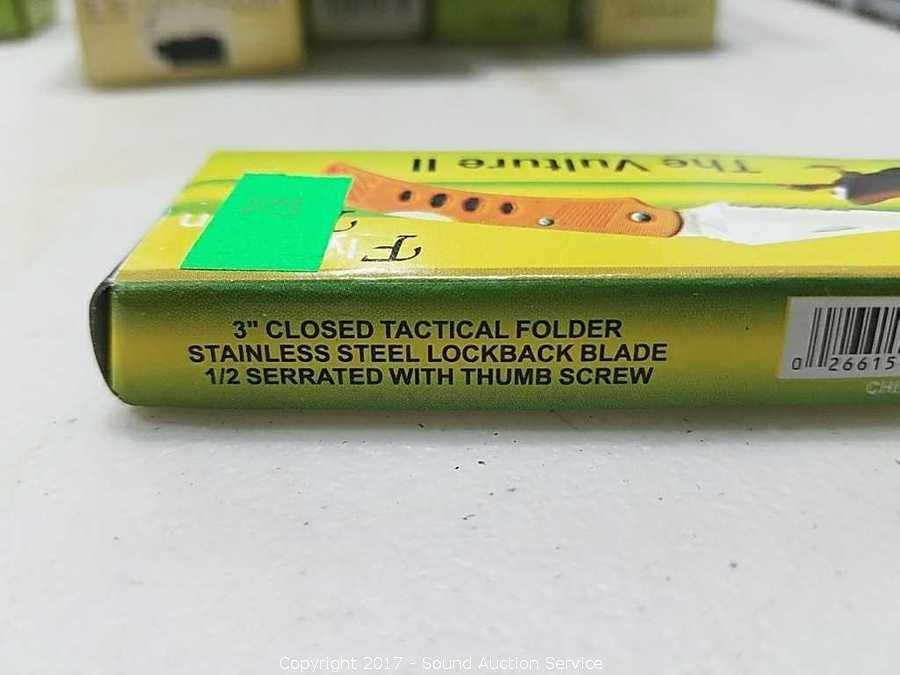 The Vulture II
F
3" CLOSED TACTICAL FOLDER
STAINLESS STEEL LOCKBACK BLADE
1/2 SERRATED WITH THUMB SCREW
0 26615
Copyright 2017 - Sound Auction Service